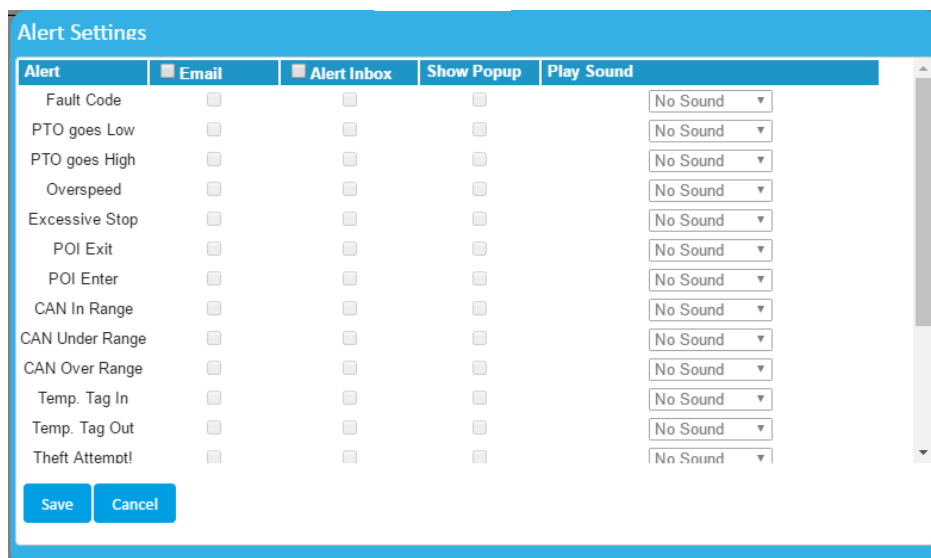 Alert Settings
Alert Email Alert Inbox Show Popup Play Sound
Fault Code No Sound
PTO goes Low No Sound
PTO goes High No Sound
Overspeed No Sound
Excessive Stop No Sound
POI Exit No Sound
POI Enter No Sound
CAN In Range No Sound
CAN Under Range No Sound
CAN Over Range No Sound
Temp. Tag In No Sound
Temp. Tag Out No Sound
Theft Attempt! No Sound
Save Cancel